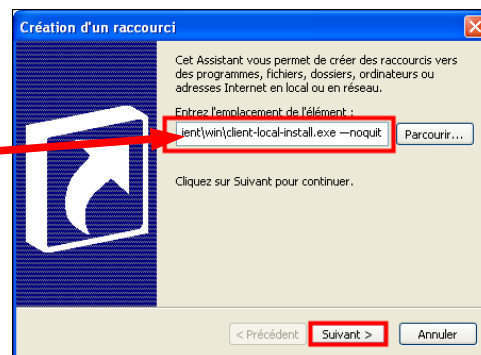 Création d'un raccourci
Cet Assistant vous permet de créer des raccourcis vers
des programmes, fichiers, dossiers, ordinateurs ou
adresses Internet en local ou en réseau.
Entrez l'emplacement de l'élément :
ient\win\client-local-install.exe —noquit
Parcourir...
Cliquez sur Suivant pour continuer.
< Précédent
Suivant >
Annuler